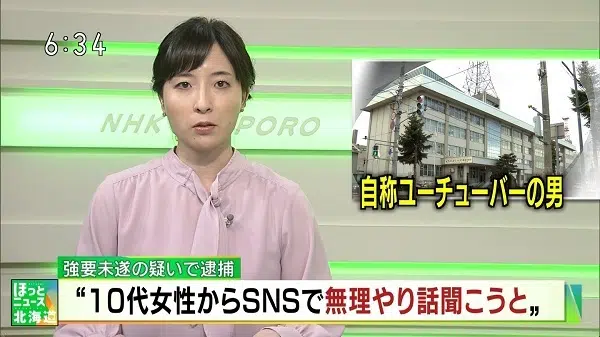 6:34
NHK SAPPORO
自称ユーチューバーの男
強要未遂の疑いで逮捕
ほっと
ニュース
北海道
“10代女性からSNSで無理やり話聞こうと„